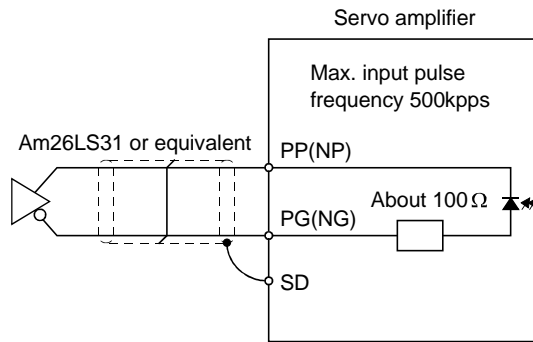 Servo amplifier
Max. input pulse
frequency 500kpps
Am26LS31 or equivalent
PP(NP)
About 100Ω
PG(NG)
SD